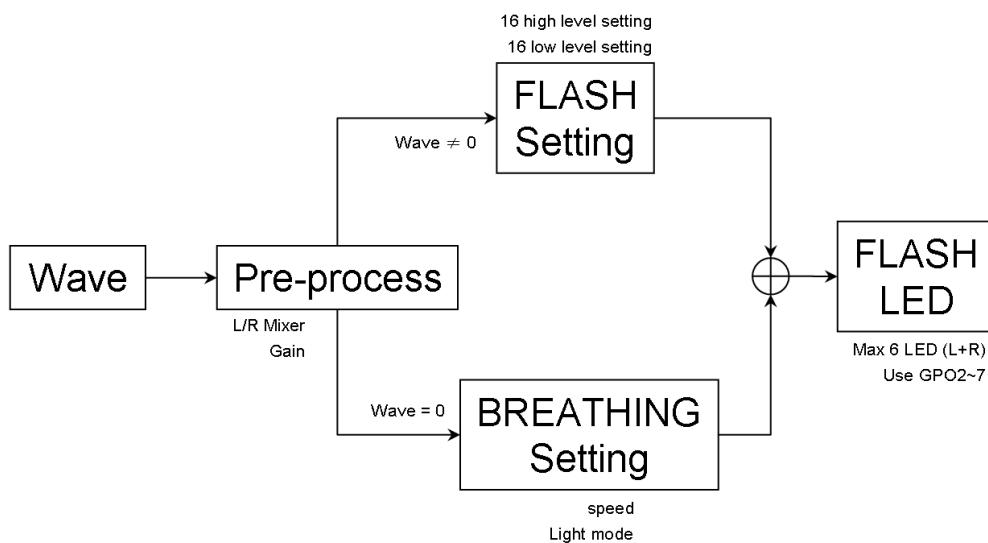 16 high level setting
16 low level setting
FLASH
Setting
Wave ≠ 0
Wave
Pre-process
L/R Mixer
Gain
FLASH
LED
Max 6 LED (L+R)
Use GPO2~7
Wave = 0
BREATHING
Setting
speed
Light mode